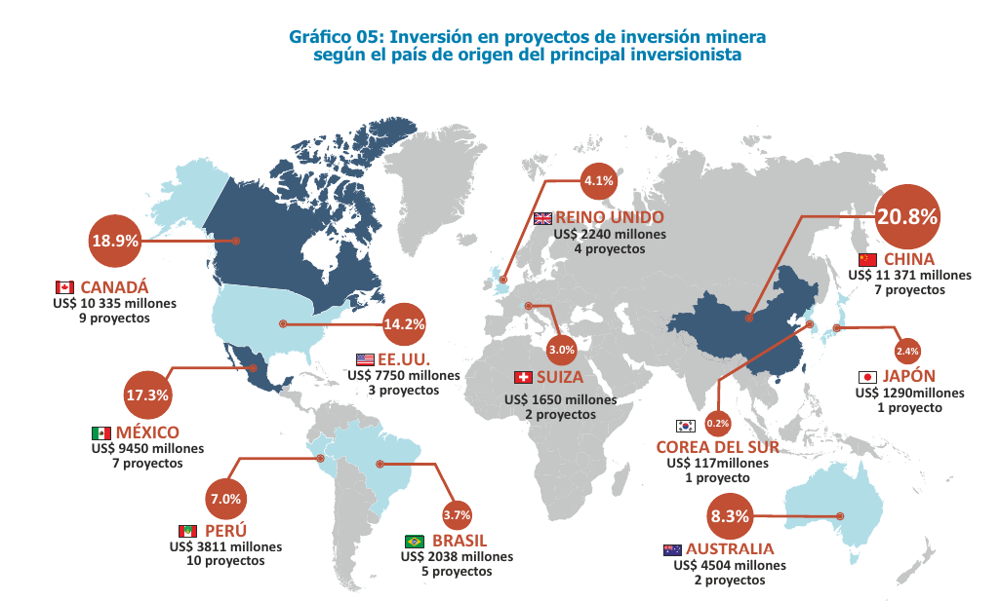 Gráfico 05: Inversión en proyectos de inversión minera
según el país de origen del principal inversionista
4.1%
REINO UNIDO
US$ 2240 millones
4 proyectos
20.8%
CHINA
US$ 11 371 millones
7 proyectos
18.9%
CANADÁ
US$ 10 335 millones
9 proyectos
14.2%
EE.UU.
US$ 7750 millones
3 proyectos
3.0%
SUIZA
US$ 1650 millones
2 proyectos
2.4%
JAPÓN
US$ 1290millones
1 proyecto
17.3%
MÉXICO
US$ 9450 millones
7 proyectos
0.2%
COREA DEL SUR
US$ 117millones
1 proyecto
7.0%
PERÚ
US$ 3811 millones
10 proyectos
3.7%
BRASIL
US$ 2038 millones
5 proyectos
8.3%
AUSTRALIA
US$ 4504 millones
2 proyectos